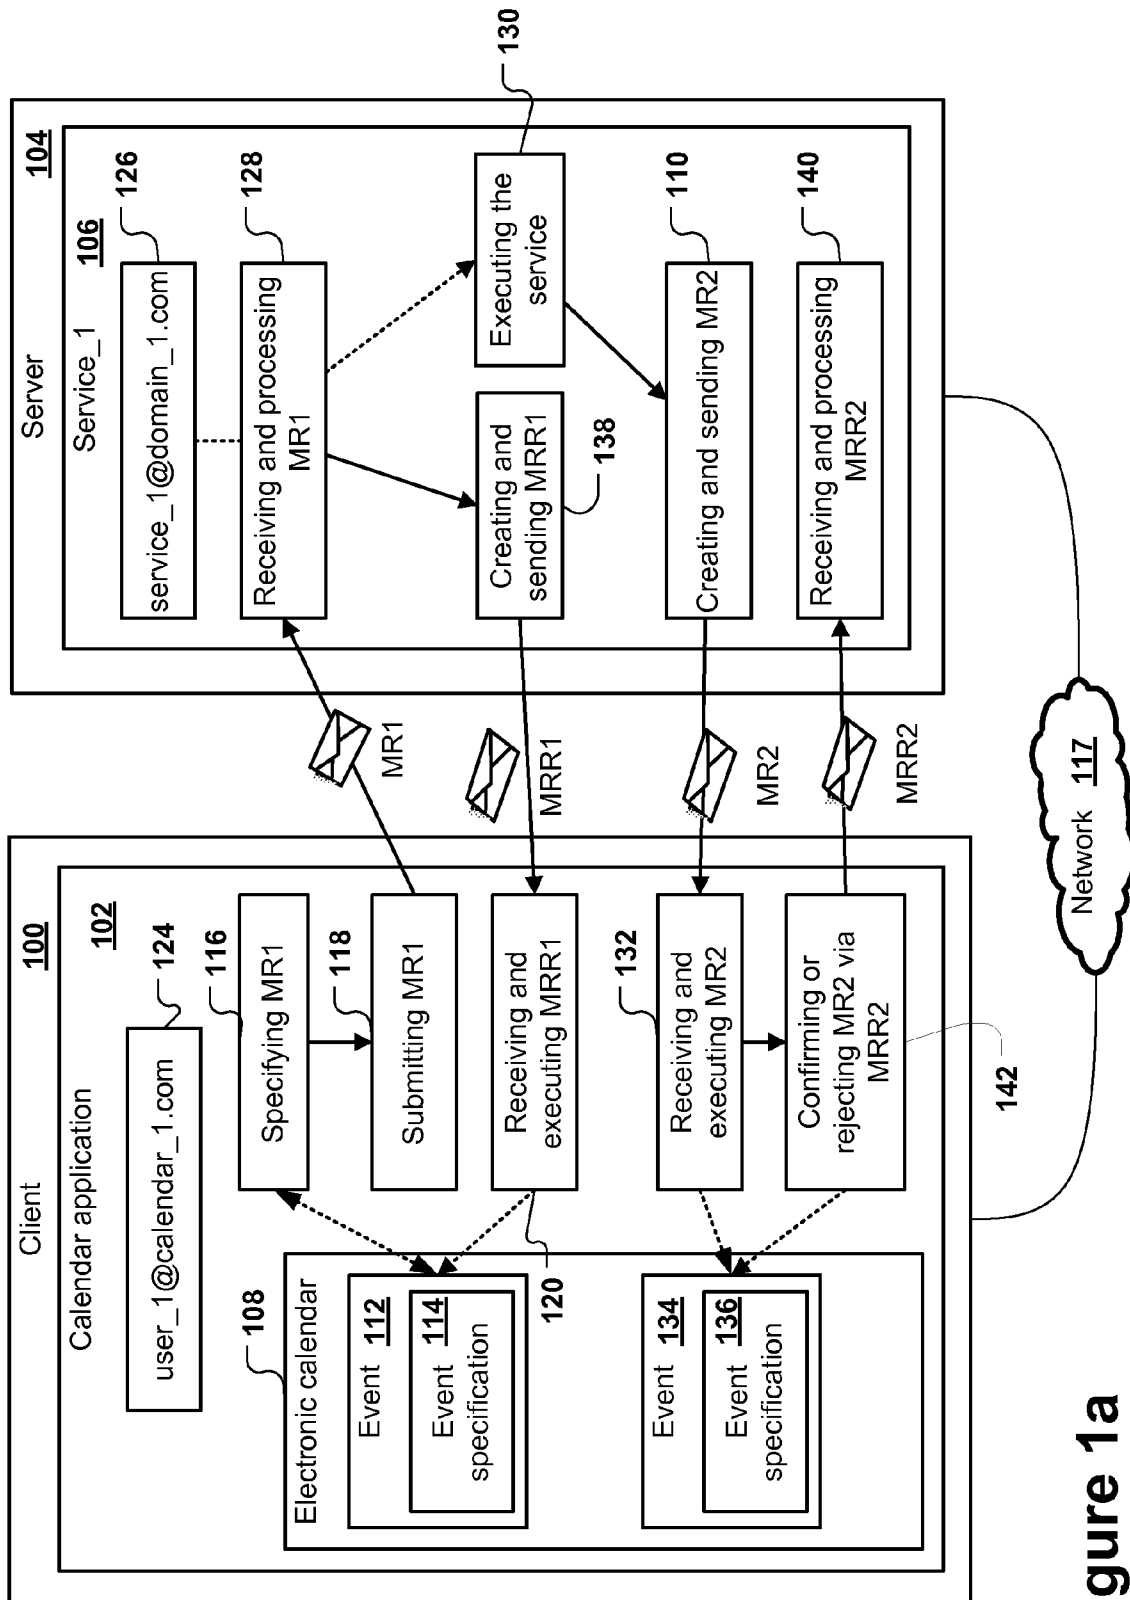 Client
100
Calendar application
102
user_1@calendar_1.com
124
Electronic calendar
108
Event 112
Event 114
specification
Event 134
Event 136
specification
Specifying MR1
116
Submitting MR1
118
Receiving and
executing MRR1
120
Receiving and
executing MR2
132
Confirming or
rejecting MR2 via
MRR2
142
MR1
MRR1
MR2
MRR2
Server
104
Service_1
106
service_1@domain_1.com
126
Receiving and processing
MR1
128
Creating and
sending MRR1
138
Executing the
service
130
Creating and sending MR2
110
Receiving and processing
MRR2
140
Network 117
gure 1a